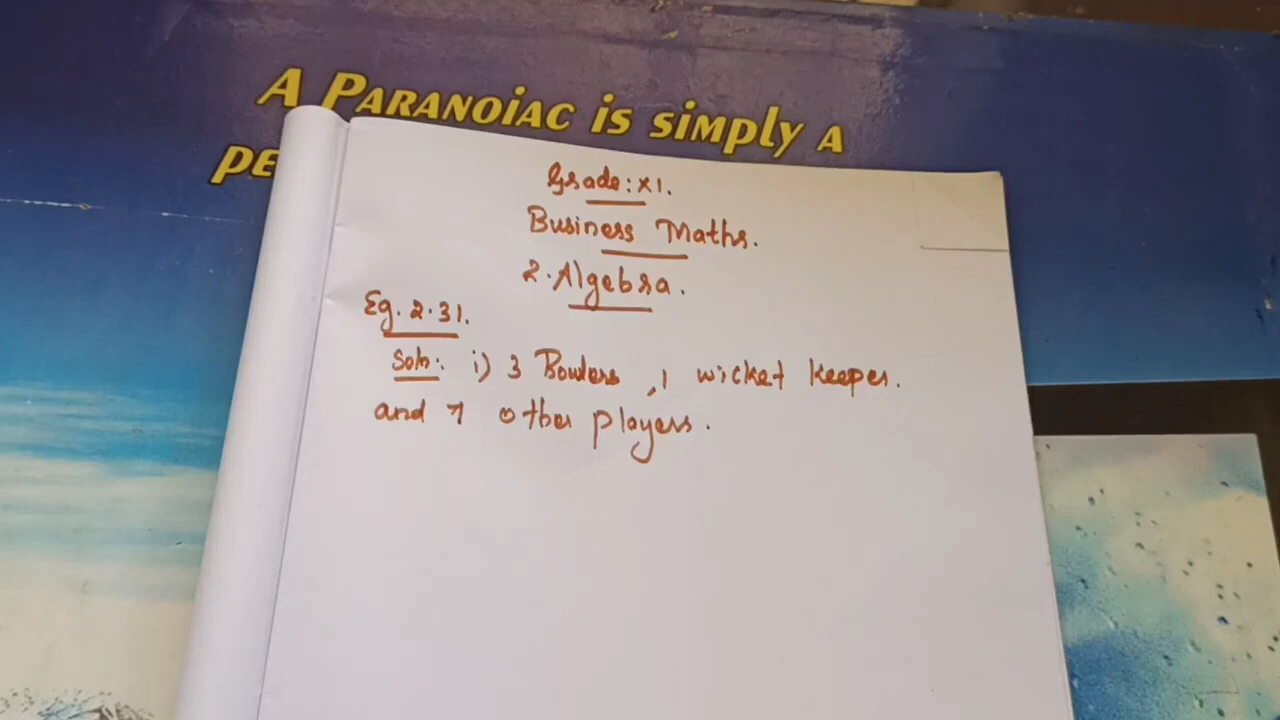 A PARANOiAC iS SiMPLY A
PE
Grade: XI.
Business Maths.
2. Algebra.
Eg. 2.31.
Soln: i) 3 Bowlers, 1 wicket keeper.
and 7 other players.